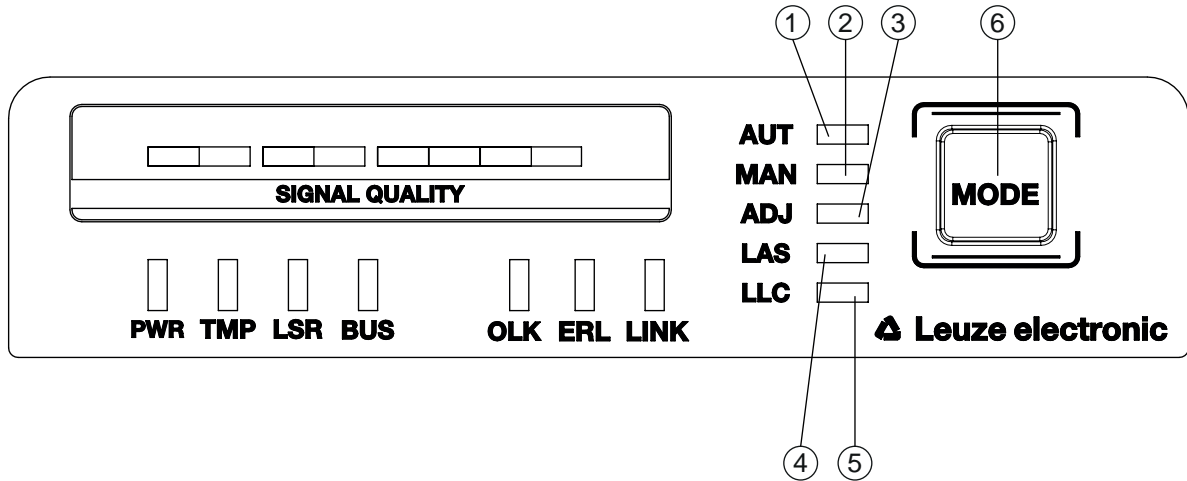 1 2 3 6
AUT
MAN
ADJ
LAS
LLC
MODE
SIGNAL QUALITY
PWR TMP LSR BUS OLK ERL LINK
Leuze electronic
4 5